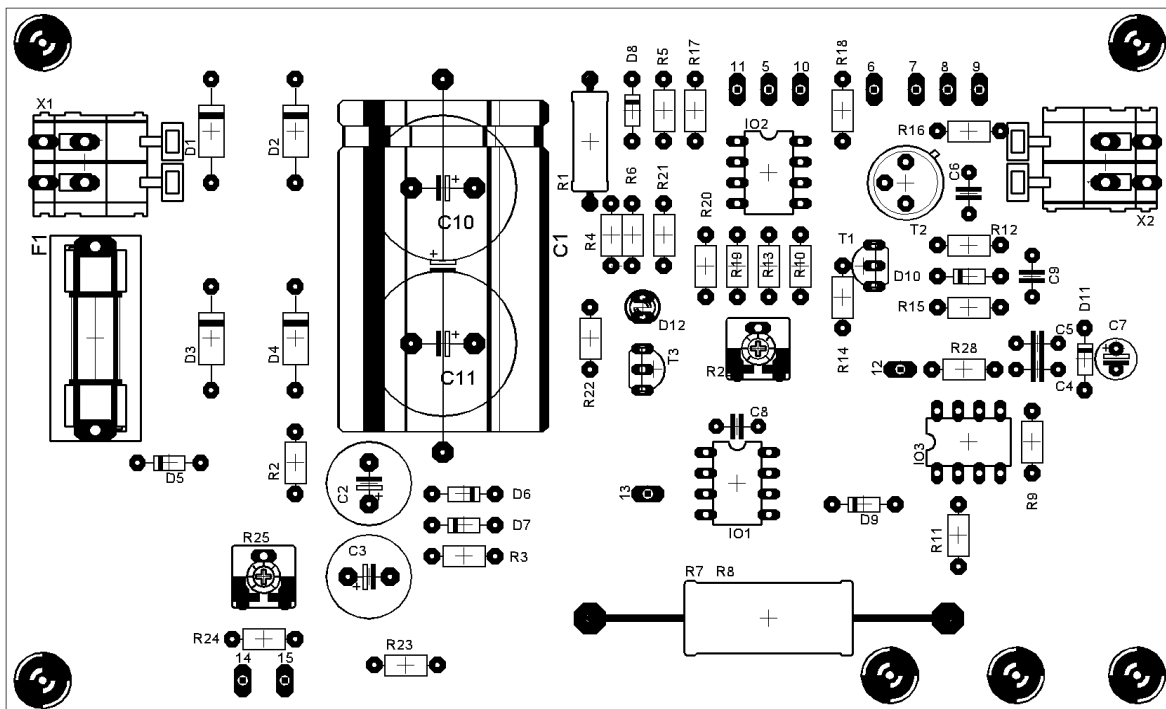 D8
R5
R17
R18
11
5
10
6
7
8
9
X1
D1
D2
IO2
R16
C6
R1
R6
R21
R20
C10
C1
R4
T1
T2
R12
X2
F1
R19
R13
R10
D10
C9
R15
D11
D12
R14
C5
C7
D3
D4
C11
R22
T3
R2
12
R28
C4
C8
R2
D5
C2
D6
13
IO3
R9
D7
IO1
D9
R11
R25
C3
R3
R7 R8
R24
R23
14
15